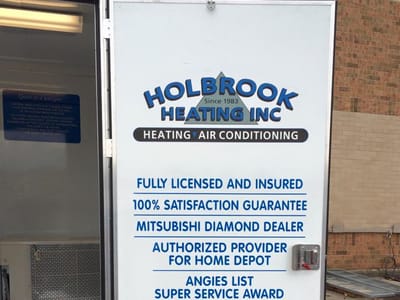 HOLBROOK
Since 1983
HEATING INC
HEATING AIR CONDITIONING
FULLY LICENSED AND INSURED
100% SATISFACTION GUARANTEE
MITSUBISHI DIAMOND DEALER
AUTHORIZED PROVIDER
FOR HOME DEPOT
ANGIES LIST
SUPER SERVICE AWARD